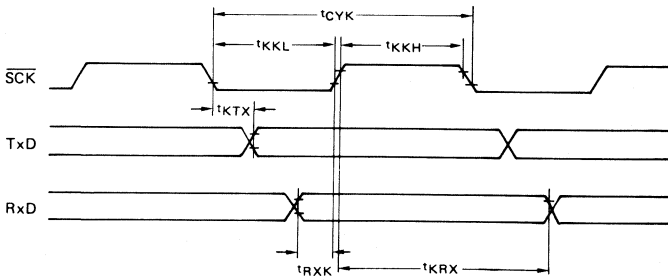 tCYK
tKKL
tKKH
SCK
tKTX
TxD
RxD
tRXK
tKRX